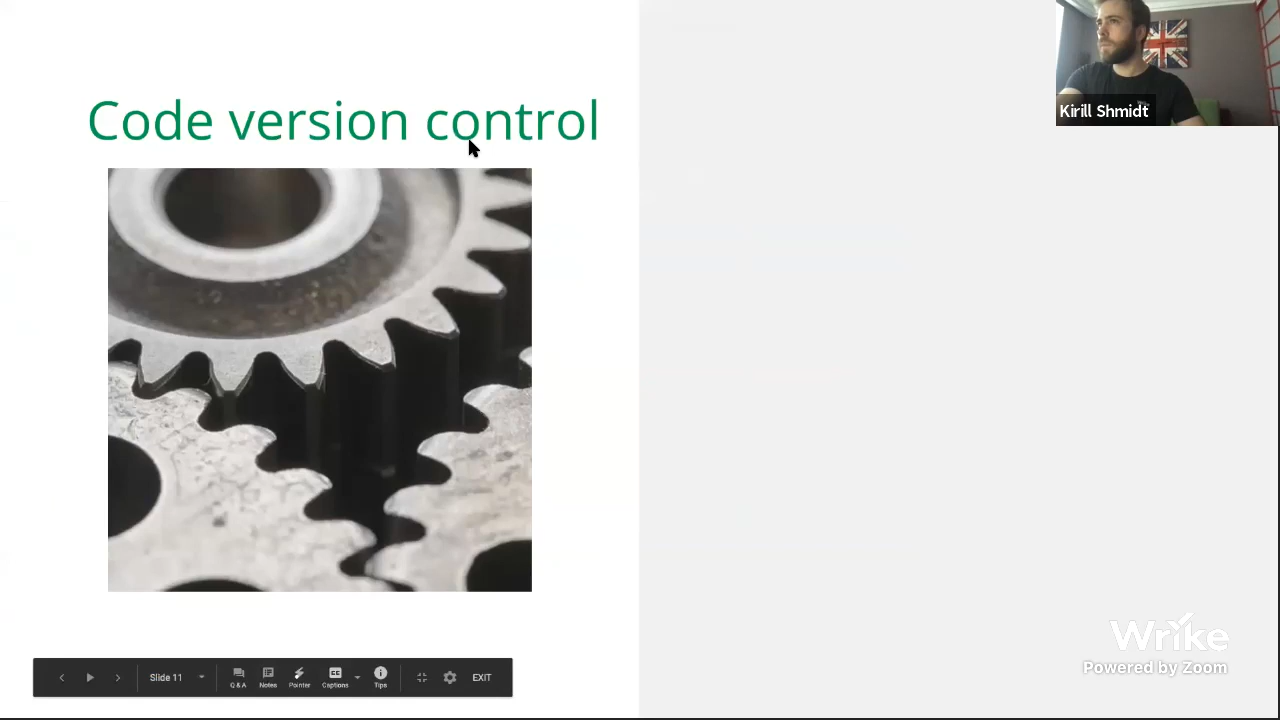 Code version control
Kirill Shmidt
Wrike
Powered by Zoom
Slide 11
Q & A
Notes
Pointer
Captions
Tips
EXIT